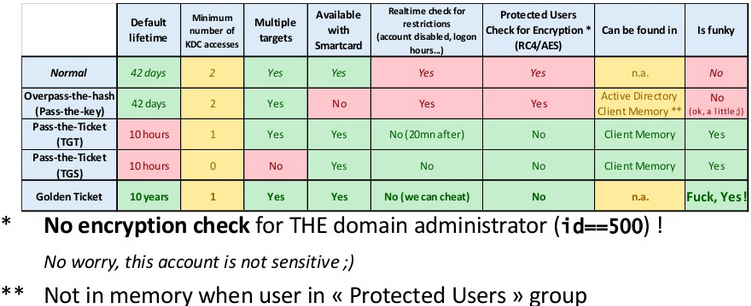 Default lifetime | Minimum number of KDC accesses | Multiple targets | Available with Smartcard | Realtime check for restrictions (account disabled, logon hours...) | Protected Users Check for Encryption * (RC4/AES) | Can be found in | Is funky
Normal | 42 days | 2 | Yes | Yes | Yes | Yes | n.a. | No
Overpass-the-hash (Pass-the-key) | 42 days | 2 | Yes | No | Yes | Yes | Active Directory Client Memory ** | No (ok, a little;))
Pass-the-Ticket (TGT) | 10 hours | 1 | Yes | Yes | No (20mn after) | No | Client Memory | Yes
Pass-the-Ticket (TGS) | 10 hours | 0 | No | Yes | No | No | Client Memory | Yes
Golden Ticket | 10 years | 1 | Yes | Yes | No (we can cheat) | No | n.a. | Fuck, Yes!
* No encryption check for THE domain administrator (id==500) !
No worry, this account is not sensitive ;)
** Not in memory when user in « Protected Users » group